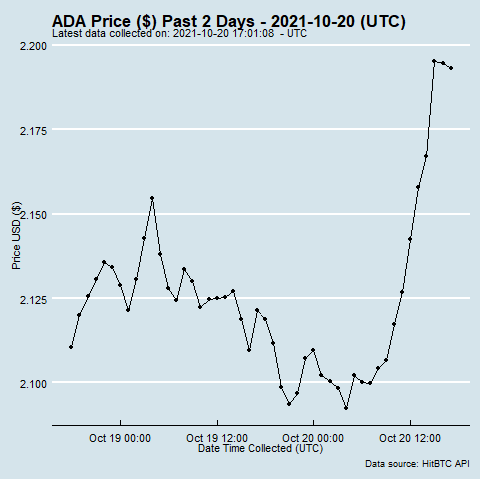 ADA Price ($) Past 2 Days - 2021-10-20 (UTC)
Latest data collected on: 2021-10-20 17:01:08  - UTC
2.200
2.175
2.150
2.125
2.100
Price USD ($)
Oct 19 00:00
Oct 19 12:00
Oct 20 00:00
Oct 20 12:00
Date Time Collected (UTC)
Data source: HitBTC API